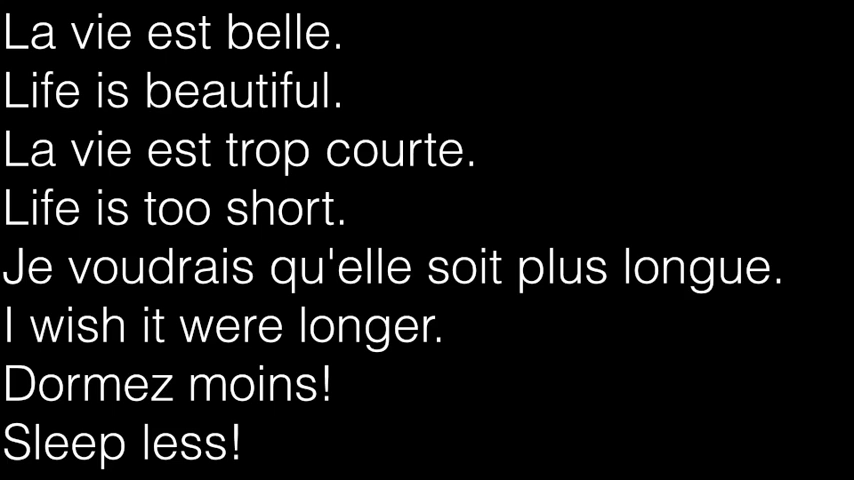 La vie est belle.
Life is beautiful.
La vie est trop courte.
Life is too short.
Je voudrais qu'elle soit plus longue.
I wish it were longer.
Dormez moins!
Sleep less!